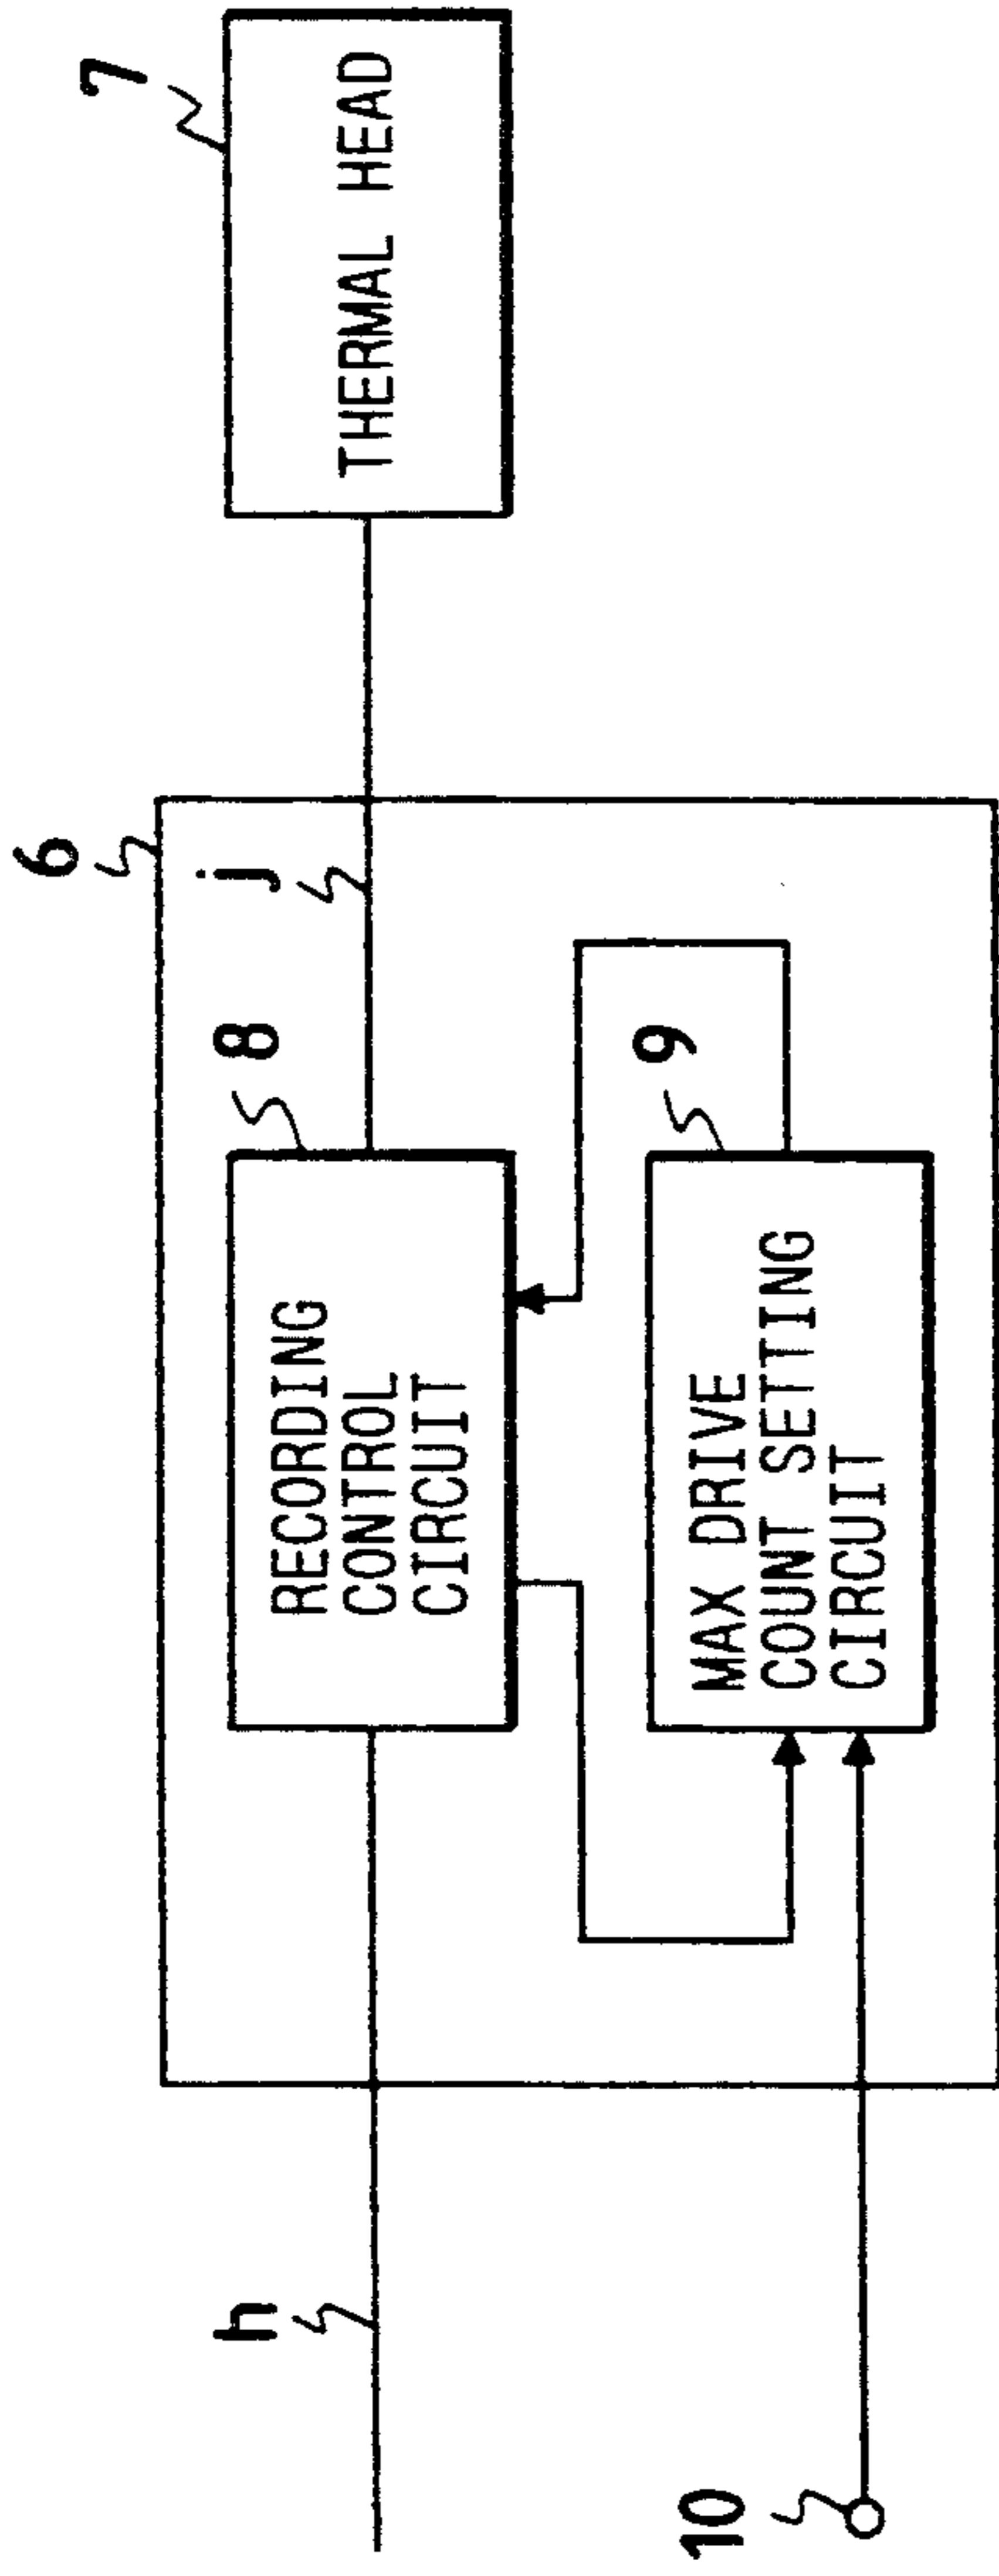 6
7
8
j
THERMAL HEAD
h
RECORDING
CONTROL
CIRCUIT
9
10
MAX DRIVE
COUNT SETTING
CIRCUIT